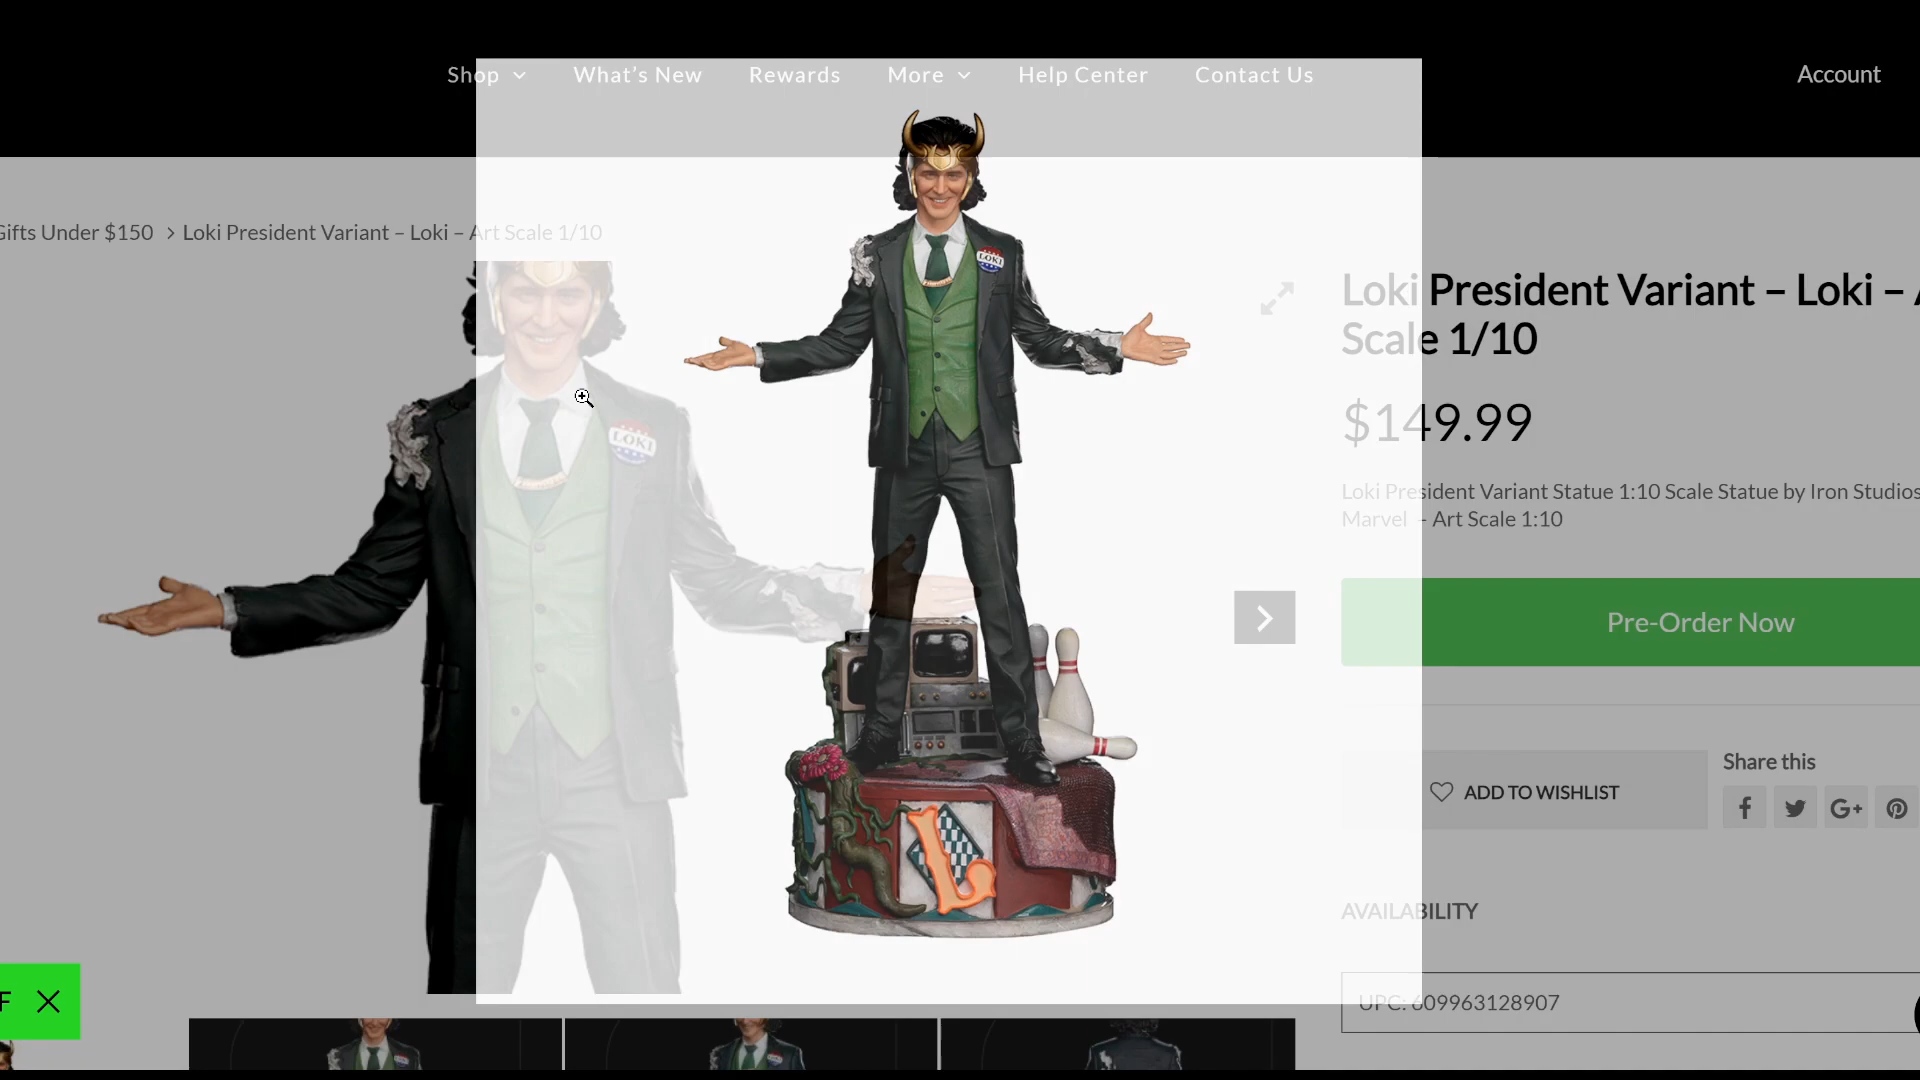 Shop
What's New
Rewards
More
Help Center
Contact Us
Account
Gifts Under $150 > Loki President Variant – Loki – Art Scale 1/10
LOKI
LOKI
Loki President Variant – Loki –
Scale 1/10
$149.99
Loki President Variant Statue 1:10 Scale Statue by Iron Studios
Marvel - Art Scale 1:10
Pre-Order Now
ADD TO WISHLIST
Share this
G+
L
AVAILABILITY
F
UPC: 609963128907